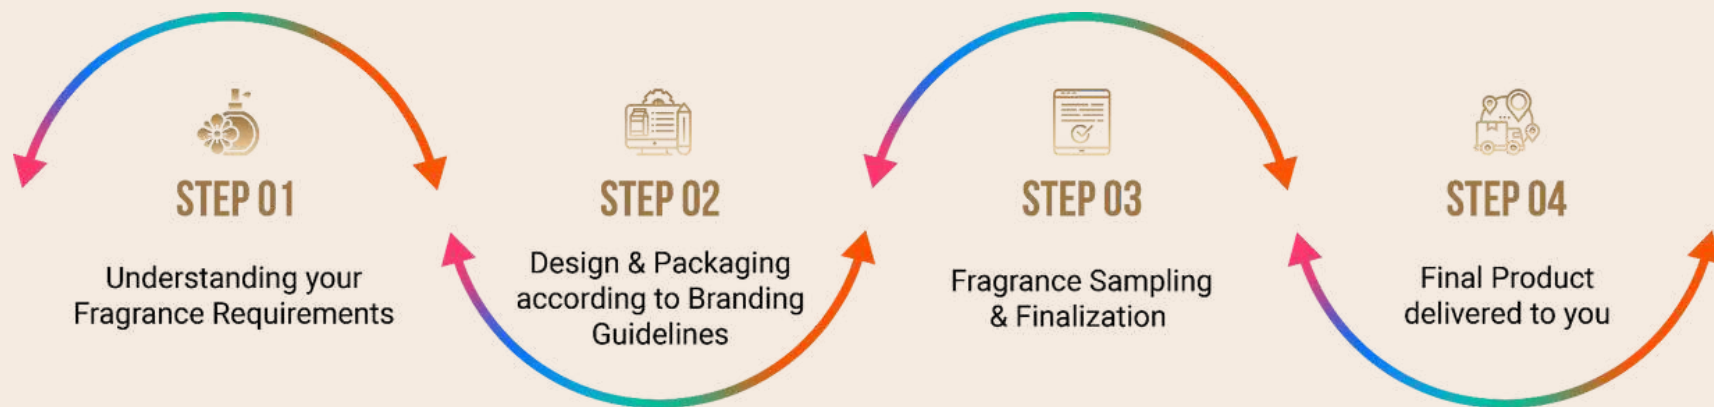 STEP 01
Understanding your
Fragrance Requirements
STEP 02
Design & Packaging
according to Branding
Guidelines
STEP 03
Fragrance Sampling
& Finalization
STEP 04
Final Product
delivered to you